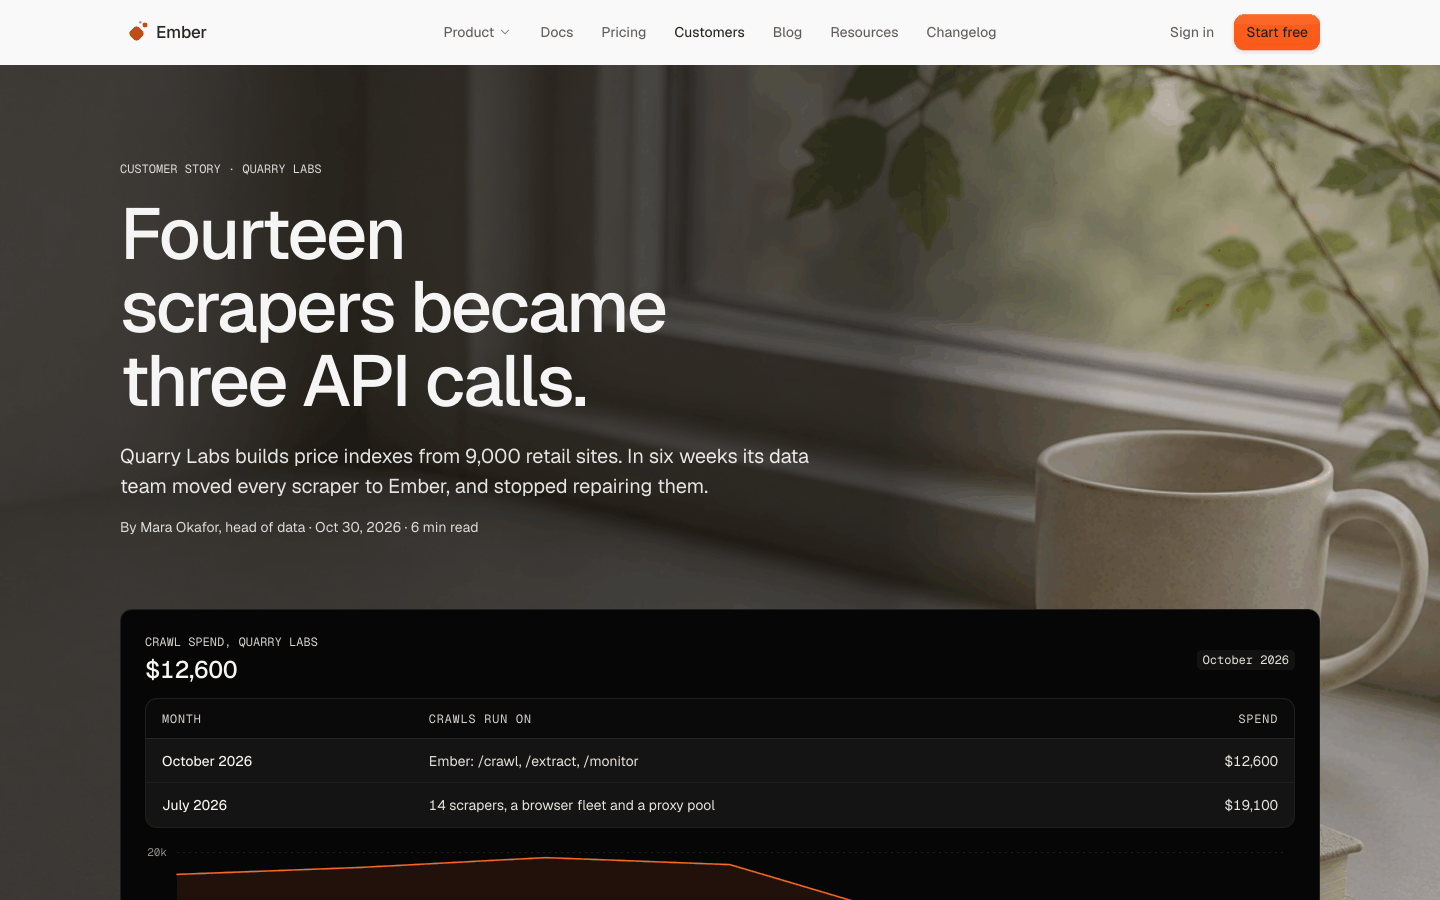 Ember
Product
Docs
Pricing
Customers
Blog
Resources
Changelog
Sign in
Start free
CUSTOMER STORY · QUARRY LABS
Fourteen
scrapers became
three API calls.
Quarry Labs builds price indexes from 9,000 retail sites. In six weeks its data
team moved every scraper to Ember, and stopped repairing them.
By Mara Okafor, head of data · Oct 30, 2026 · 6 min read
CRAWL SPEND, QUARRY LABS
$12,600
October 2026
MONTH CRAWLS RUN ON SPEND
October 2026 Ember: /crawl, /extract, /monitor $12,600
July 2026 14 scrapers, a browser fleet and a proxy pool $19,100
20k